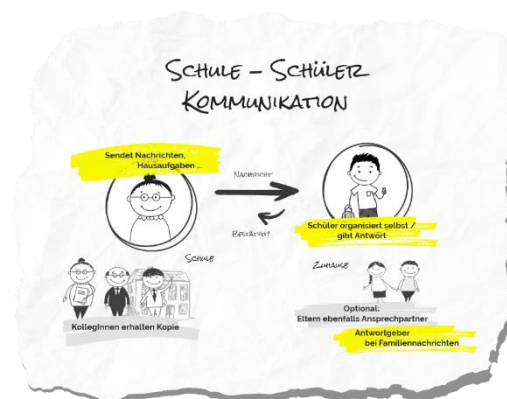 Schule – Schüler
Kommunikation
Sendet Nachrichten,
Hausaufgaben ...
Nachricht
Schüler organisiert selbst /
gibt Antwort
Schule
Zuhause
KollegInnen erhalten Kopie
Optional:
Eltern ebenfalls Ansprechpartner
Antwortgeber
bei Familiennachrichten